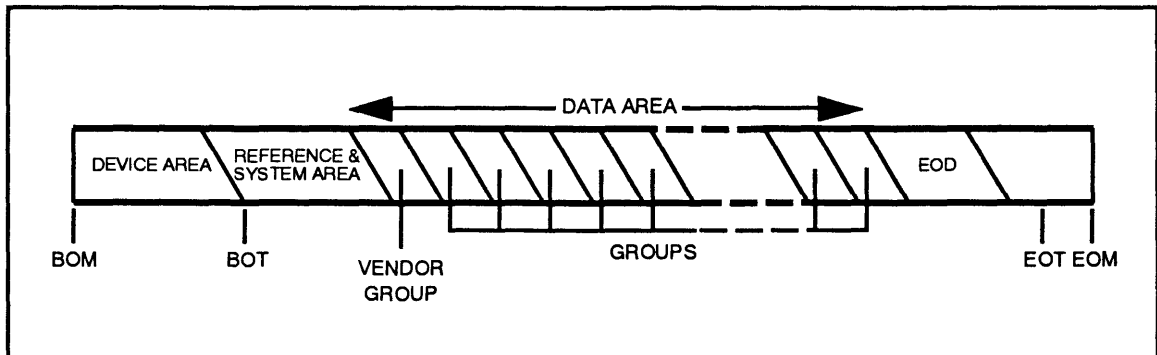 DATA AREA
DEVICE AREA
REFERENCE &
SYSTEM AREA
EOD
BOM
BOT
VENDOR
GROUP
GROUPS
EOT EOM